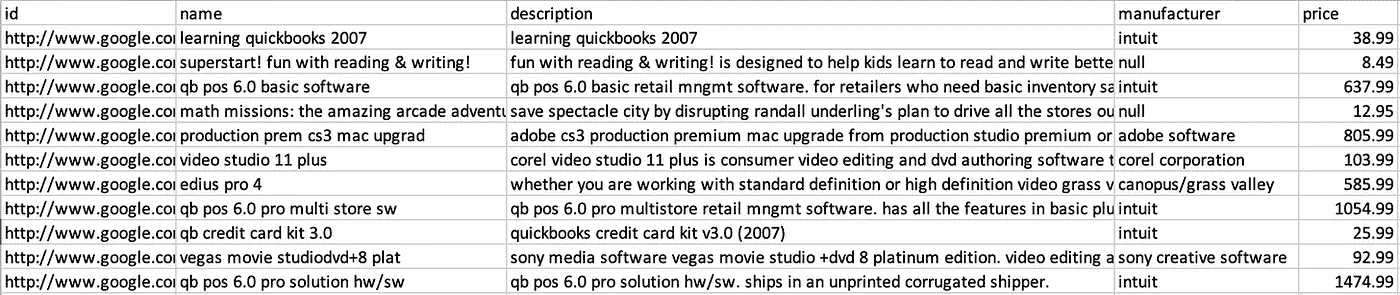 id name description manufacturer price
http://www.google.co learning quickbooks 2007 learning quickbooks 2007 intuit 38.99
http://www.google.co superstart! fun with reading & writing! fun with reading & writing! is designed to help kids learn to read and write bette null 8.49
http://www.google.co qb pos 6.0 basic software qb pos 6.0 basic retail mngmt software. for retailers who need basic inventory sa intuit 637.99
http://www.google.co math missions: the amazing arcade adventu save spectacle city by disrupting randall underling's plan to drive all the stores ou null 12.95
http://www.google.co production prem cs3 mac upgrad adobe cs3 production premium mac upgrade from production studio premium or adobe software 805.99
http://www.google.co video studio 11 plus corel video studio 11 plus is consumer video editing and dvd authoring software t corel corporation 103.99
http://www.google.co edius pro 4 whether you are working with standard definition or high definition video grass v canopus/grass valley 585.99
http://www.google.co qb pos 6.0 pro multi store sw qb pos 6.0 pro multistore retail mngmt software. has all the features in basic plu intuit 1054.99
http://www.google.co qb credit card kit 3.0 quickbooks credit card kit v3.0 (2007) intuit 25.99
http://www.google.co vegas movie studiodvd+8 plat sony media software vegas movie studio +dvd 8 platinum edition. video editing a sony creative software 92.99
http://www.google.co qb pos 6.0 pro solution hw/sw qb pos 6.0 pro solution hw/sw. ships in an unprinted corrugated shipper. intuit 1474.99